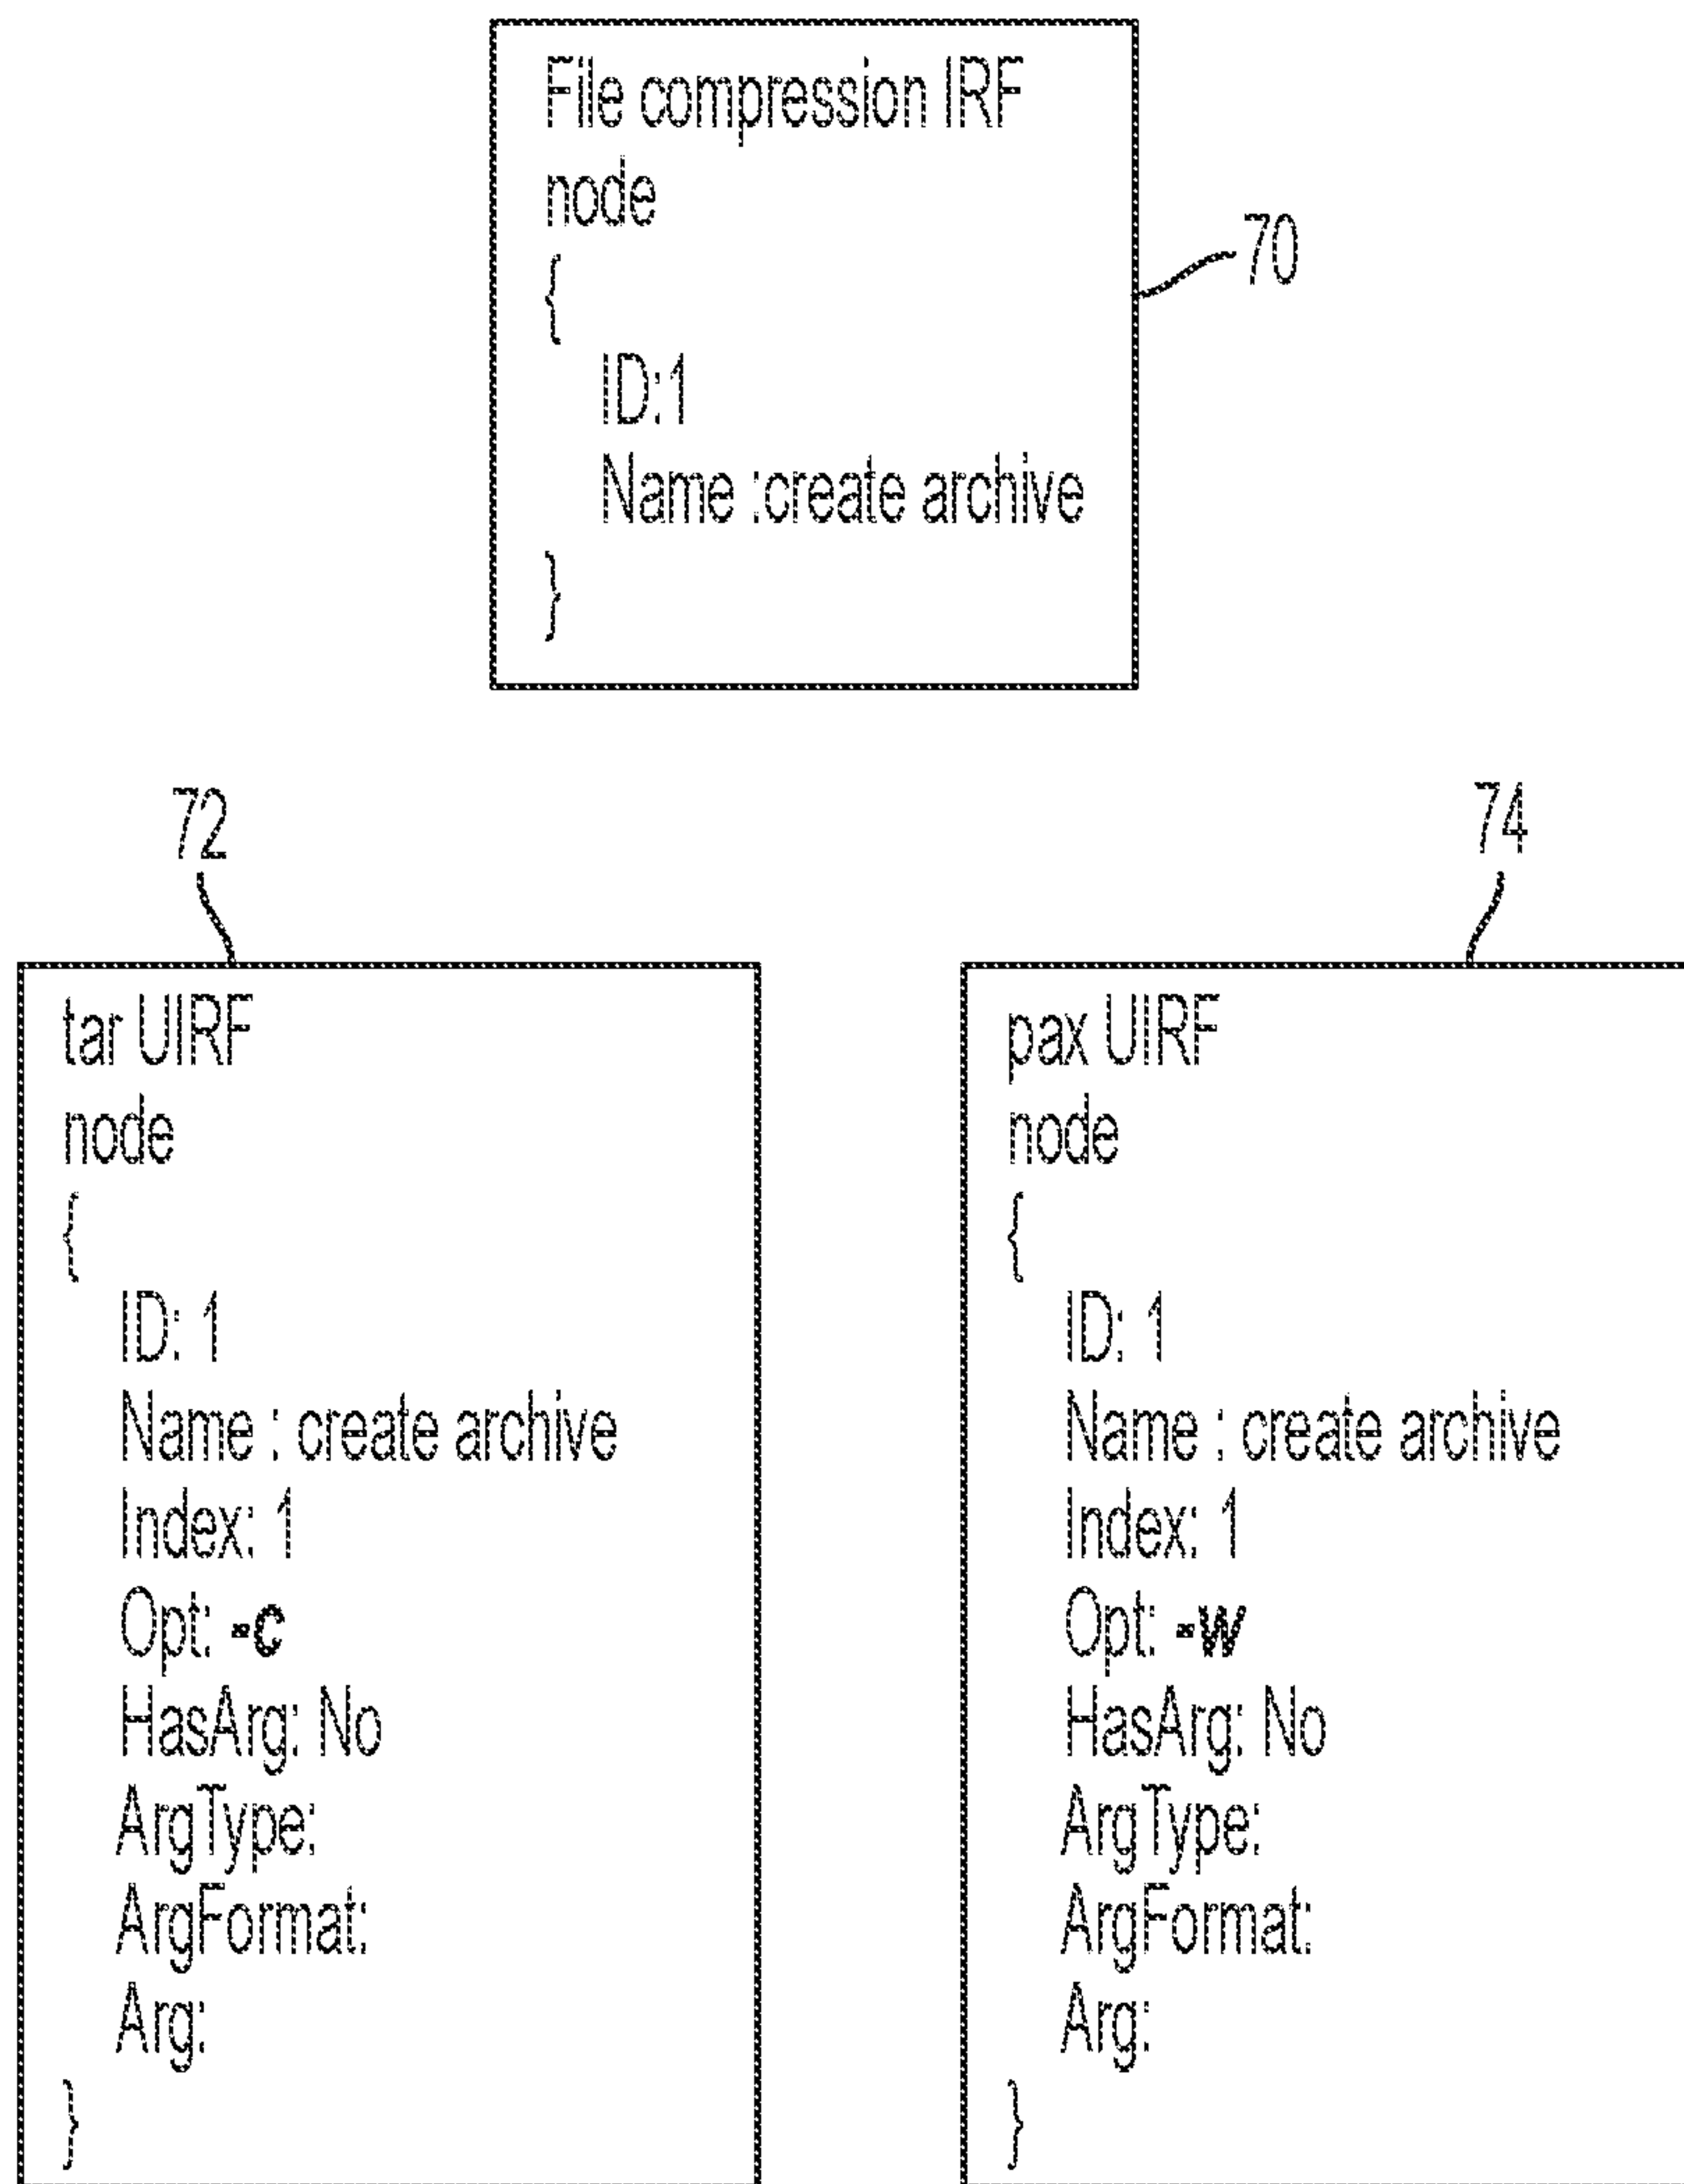 File compression IRF
node
{
ID:1
Name :create archive
}
70
72
tar UIRF
node
{
ID: 1
Name : create archive
Index: 1
Opt: -c
HasArg: No
ArgType:
ArgFormat:
Arg:
}
74
pax UIRF
node
{
ID: 1
Name : create archive
Index: 1
Opt: -w
HasArg: No
ArgType:
ArgFormat:
Arg:
}